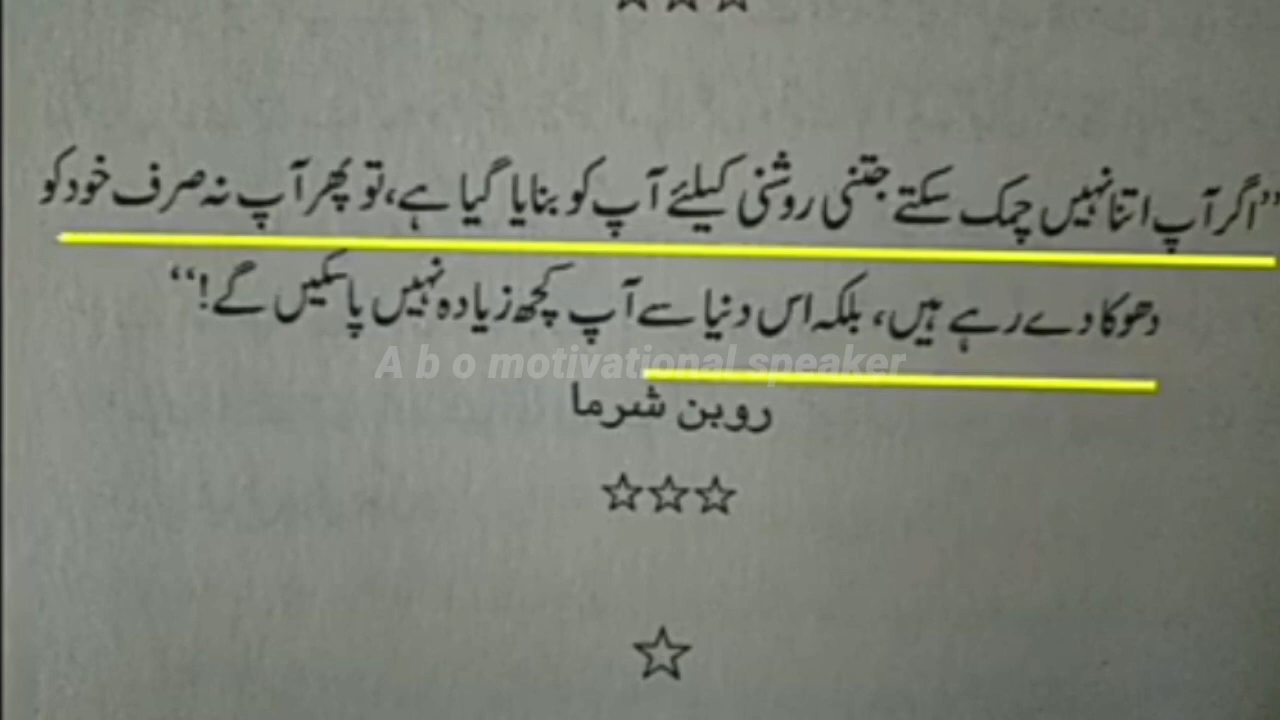 ”اگر آپ اتنا نہیں چمک سکتے جتنی روشنی کیلئے آپ کو بنایا گیا ہے، تو پھر آپ نہ صرف خود کو
دھوکا دے رہے ہیں، بلکہ اس دنیا سے آپ کچھ زیادہ نہیں پا سکیں گے!“
A b o motivational speaker
روبن شرما